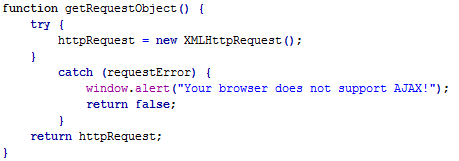 function getRequestObject() {
    try {
        httpRequest = new XMLHttpRequest();
    }
        catch (requestError) {
            window.alert("Your browser does not support AJAX!");
            return false;
        }
    return httpRequest;
}